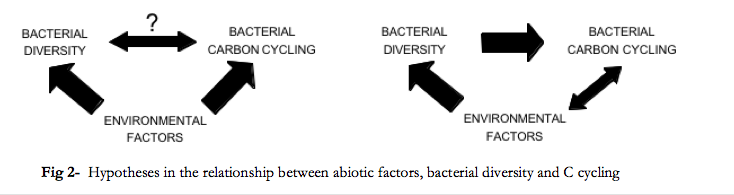 ?
BACTERIAL
DIVERSITY
BACTERIAL
CARBON CYCLING
ENVIRONMENTAL
FACTORS
BACTERIAL
DIVERSITY
BACTERIAL
CARBON CYCLING
ENVIRONMENTAL
FACTORS
Fig 2- Hypotheses in the relationship between abiotic factors, bacterial diversity and C cycling